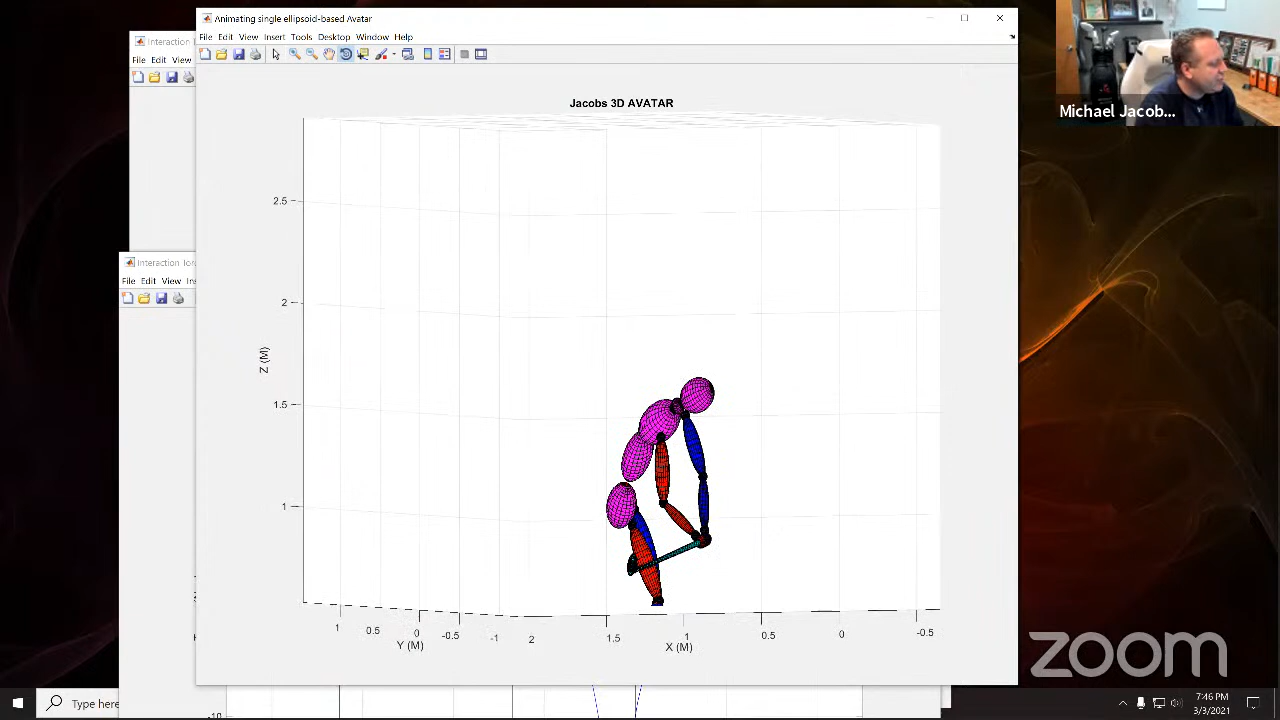 Animating single ellipsoid-based Avatar
File Edit View Insert Tools Desktop Window Help
Interaction
File Edit View
Interaction
File Edit View
Jacobs 3D AVATAR
2.5
2
1.5
1
Z (M)
1 0.5 0 -0.5 -1 2 1.5 1 0.5 0 -0.5
Y (M)
X (M)
-10
Michael Jacob...
zoom
Type here
7:46 PM
3/3/2021